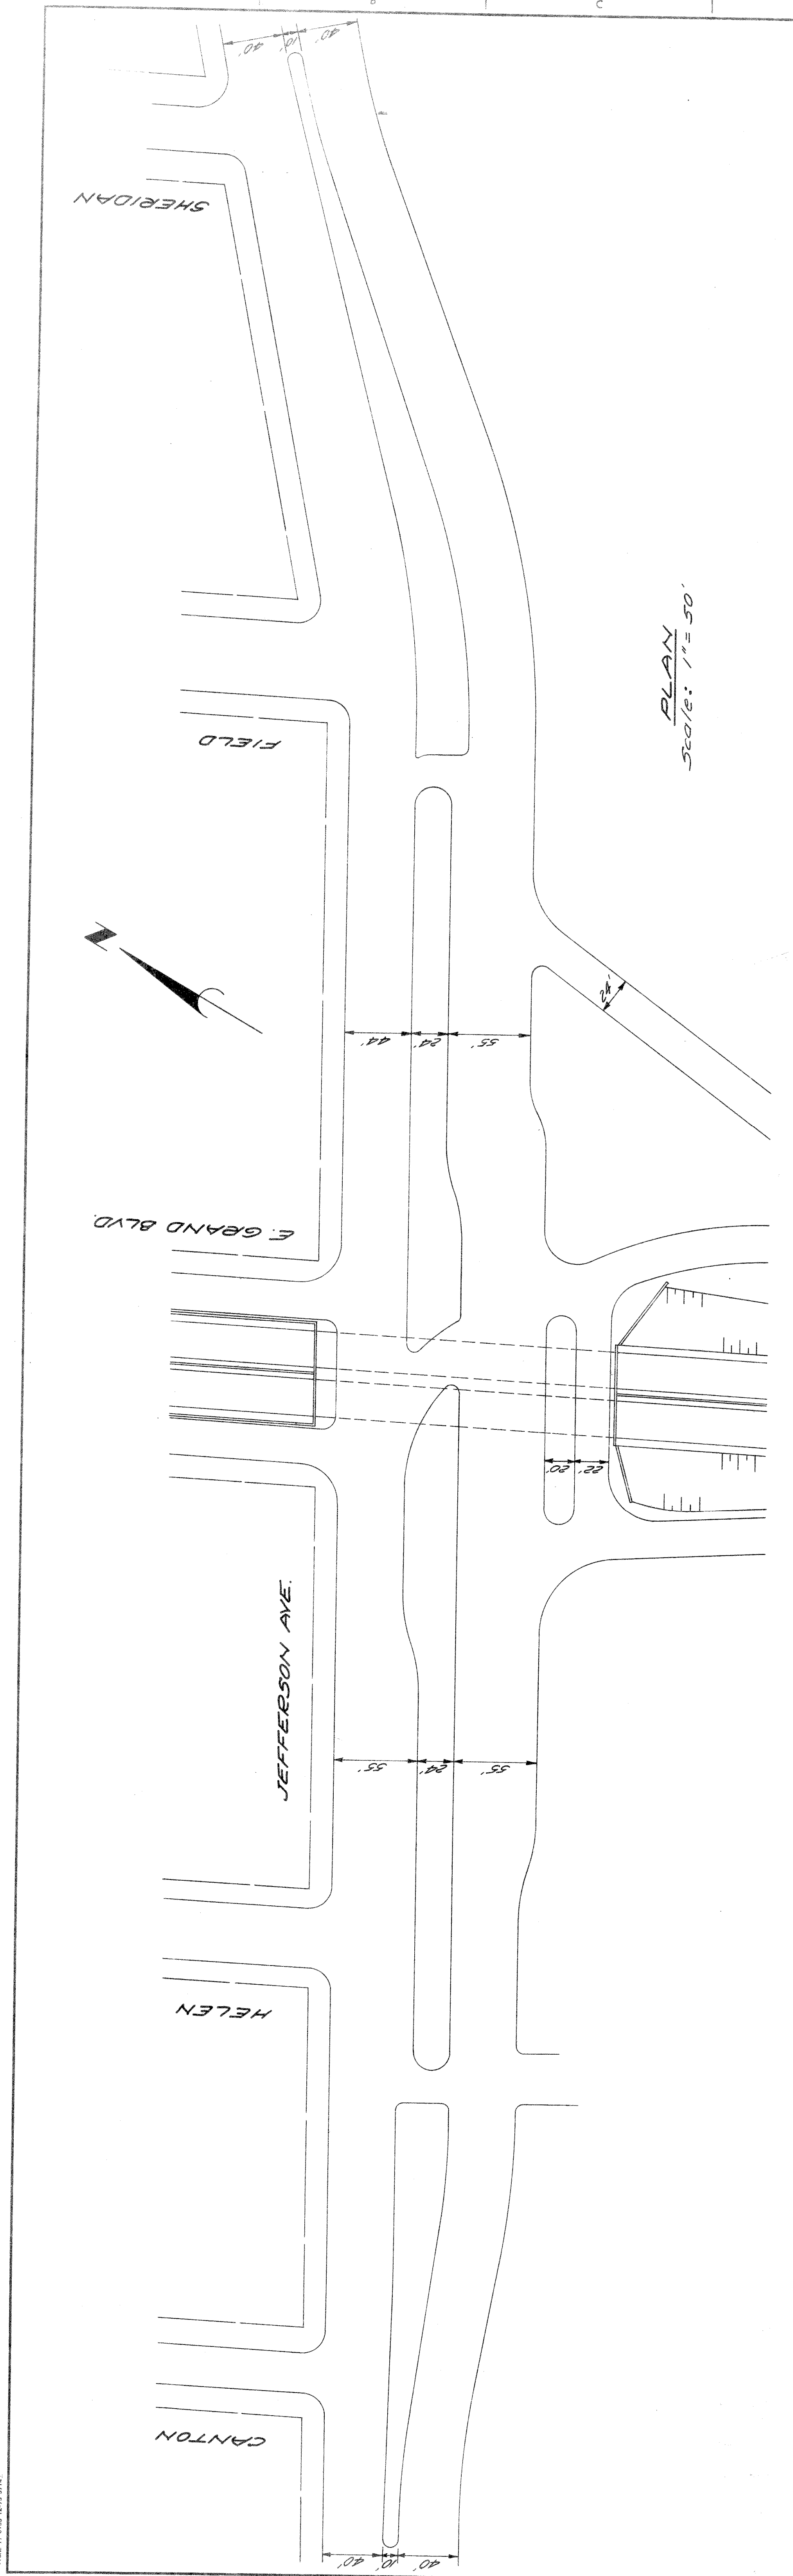 C
40'
10'
40'
SHERIDAN
PLAN
Scale: 1" = 50'
FIELD
N
24'
44'
24'
55'
E. GRAND BLVD.
20'
22'
JEFFERSON AVE.
55'
24'
55'
HELEN
CANTON
40'
10'
40'